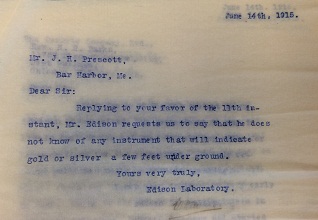 June 14th, 1915.
Mr. J. H. Prescott,
Bar Harbor, Me.
Dear Sir:
Replying to your favor of the 11th in-
stant, Mr. Edison requests us to say that he does
not know of any instrument that will indicate
gold or silver a few feet under ground.
Yours very truly,
Edison Laboratory.